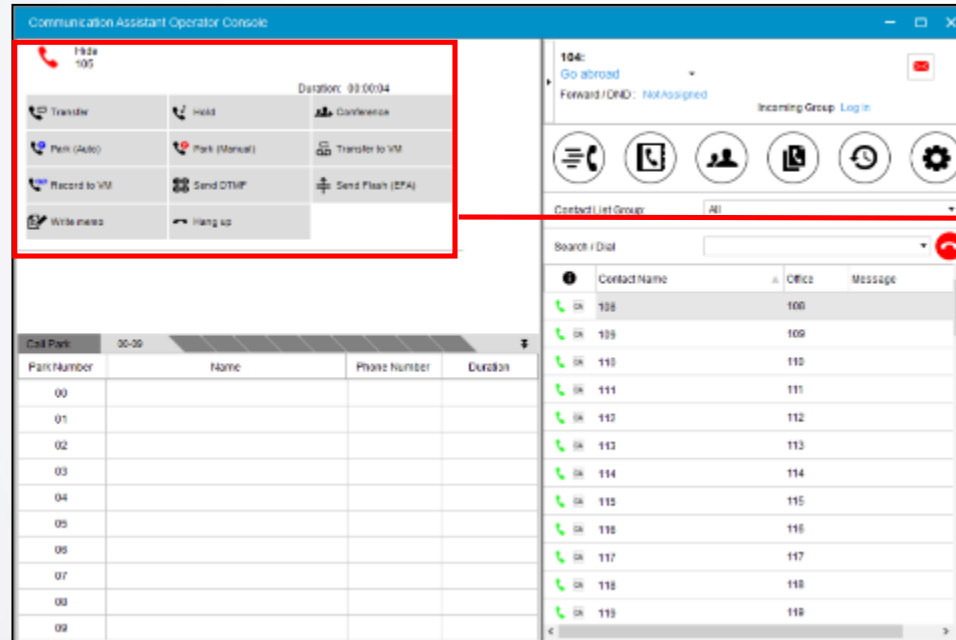 Communication Assistant Operator Console
Hide
105
Duration: 00:00:04
Transfer
Hold
Conference
Park (Auto)
Park (Manual)
Transfer to VM
Record to VM
Send DTMF
Send Flash (EFA)
Write memo
Hang up
104:
Go abroad
Forward / DND : Not Assigned
Incoming Group Log in
Contact List Group: All
Search / Dial
Contact Name Office Message
108 108
109 109
110 110
111 111
112 112
113 113
114 114
115 115
116 116
117 117
118 118
119 119
Call Park 00-09
Park Number Name Phone Number Duration
00
01
02
03
04
05
06
07
08
09